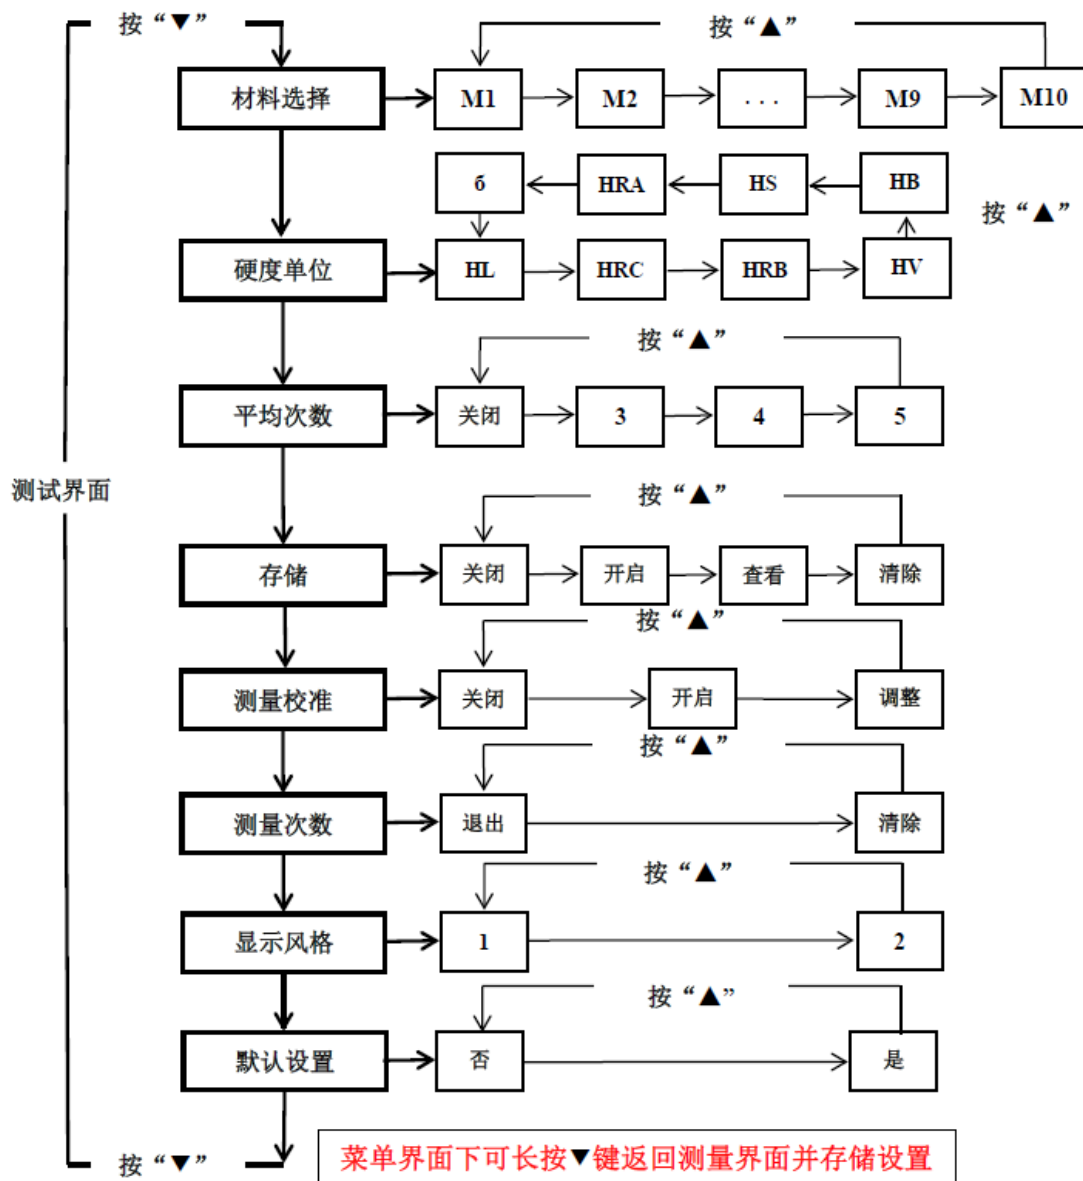 按“▼”
按“▲”
材料选择
M1
M2
...
M9
M10
б
HRA
HS
HB
按“▲”
硬度单位
HL
HRC
HRB
HV
按“▲”
平均次数
关闭
3
4
5
测试界面
按“▲”
存储
关闭
开启
查看
清除
按“▲”
测量校准
关闭
开启
调整
按“▲”
测量次数
退出
清除
按“▲”
显示风格
1
2
按“▲”
默认设置
否
是
按“▼”
菜单界面下可长按▼键返回测量界面并存储设置